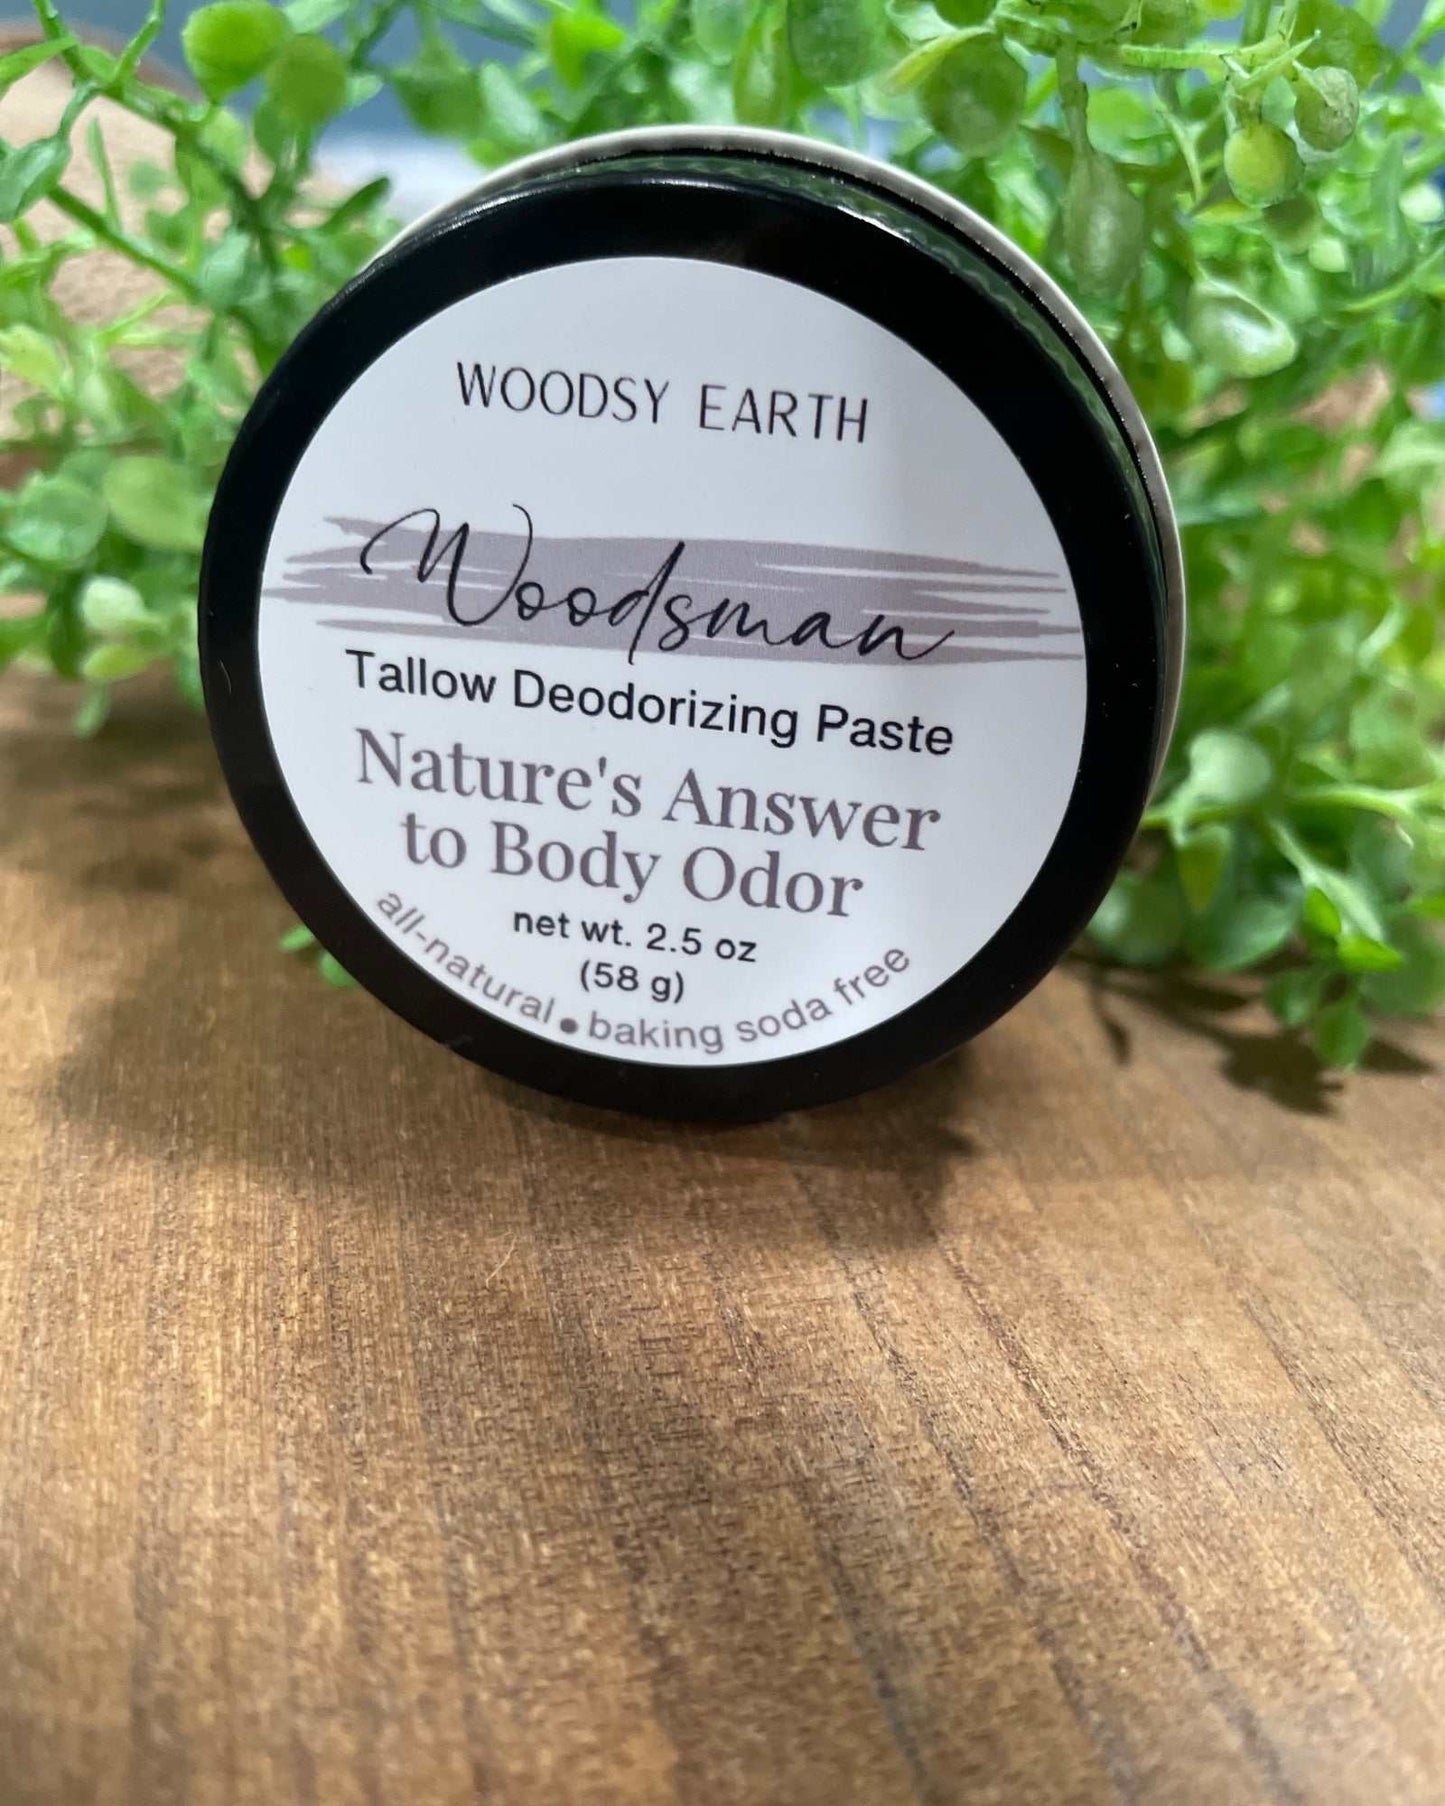 WOODSY EARTH
Woodsman
Tallow Deodorizing Paste
Nature's Answer
to Body Odor
net wt. 2.5 oz
(58 g)
all-natural • baking soda free